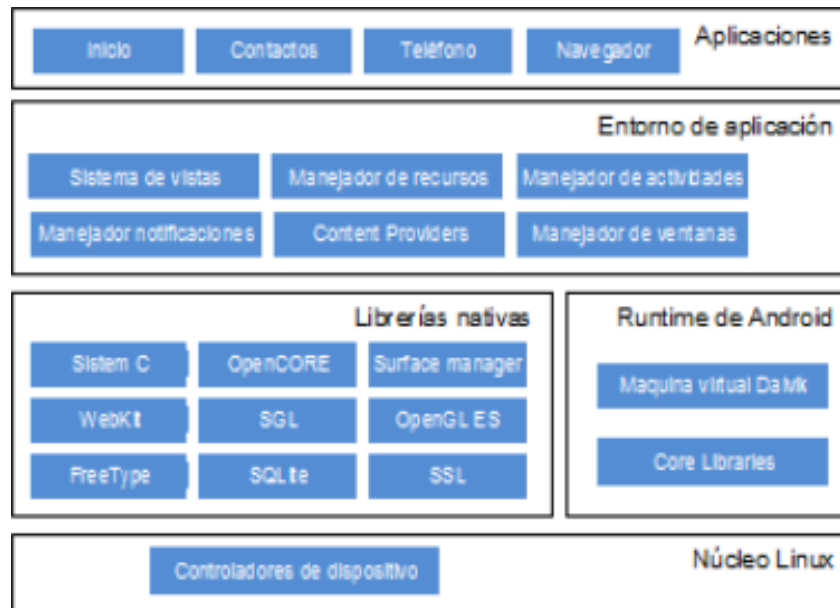 Aplicaciones
Inicio Contactos Teléfono Navegador
Entorno de aplicación
Sistema de vistas Manejador de recursos Manejador de actividades
Manejador notificaciones Content Providers Manejador de ventanas
Librerías nativas
Sistem C OpenCORE Surface manager
WebKit SGL OpenGL ES
FreeType SQLite SSL
Runtime de Android
Maquina virtual Dalvik
Core Libraries
Núcleo Linux
Controladores de dispositivo